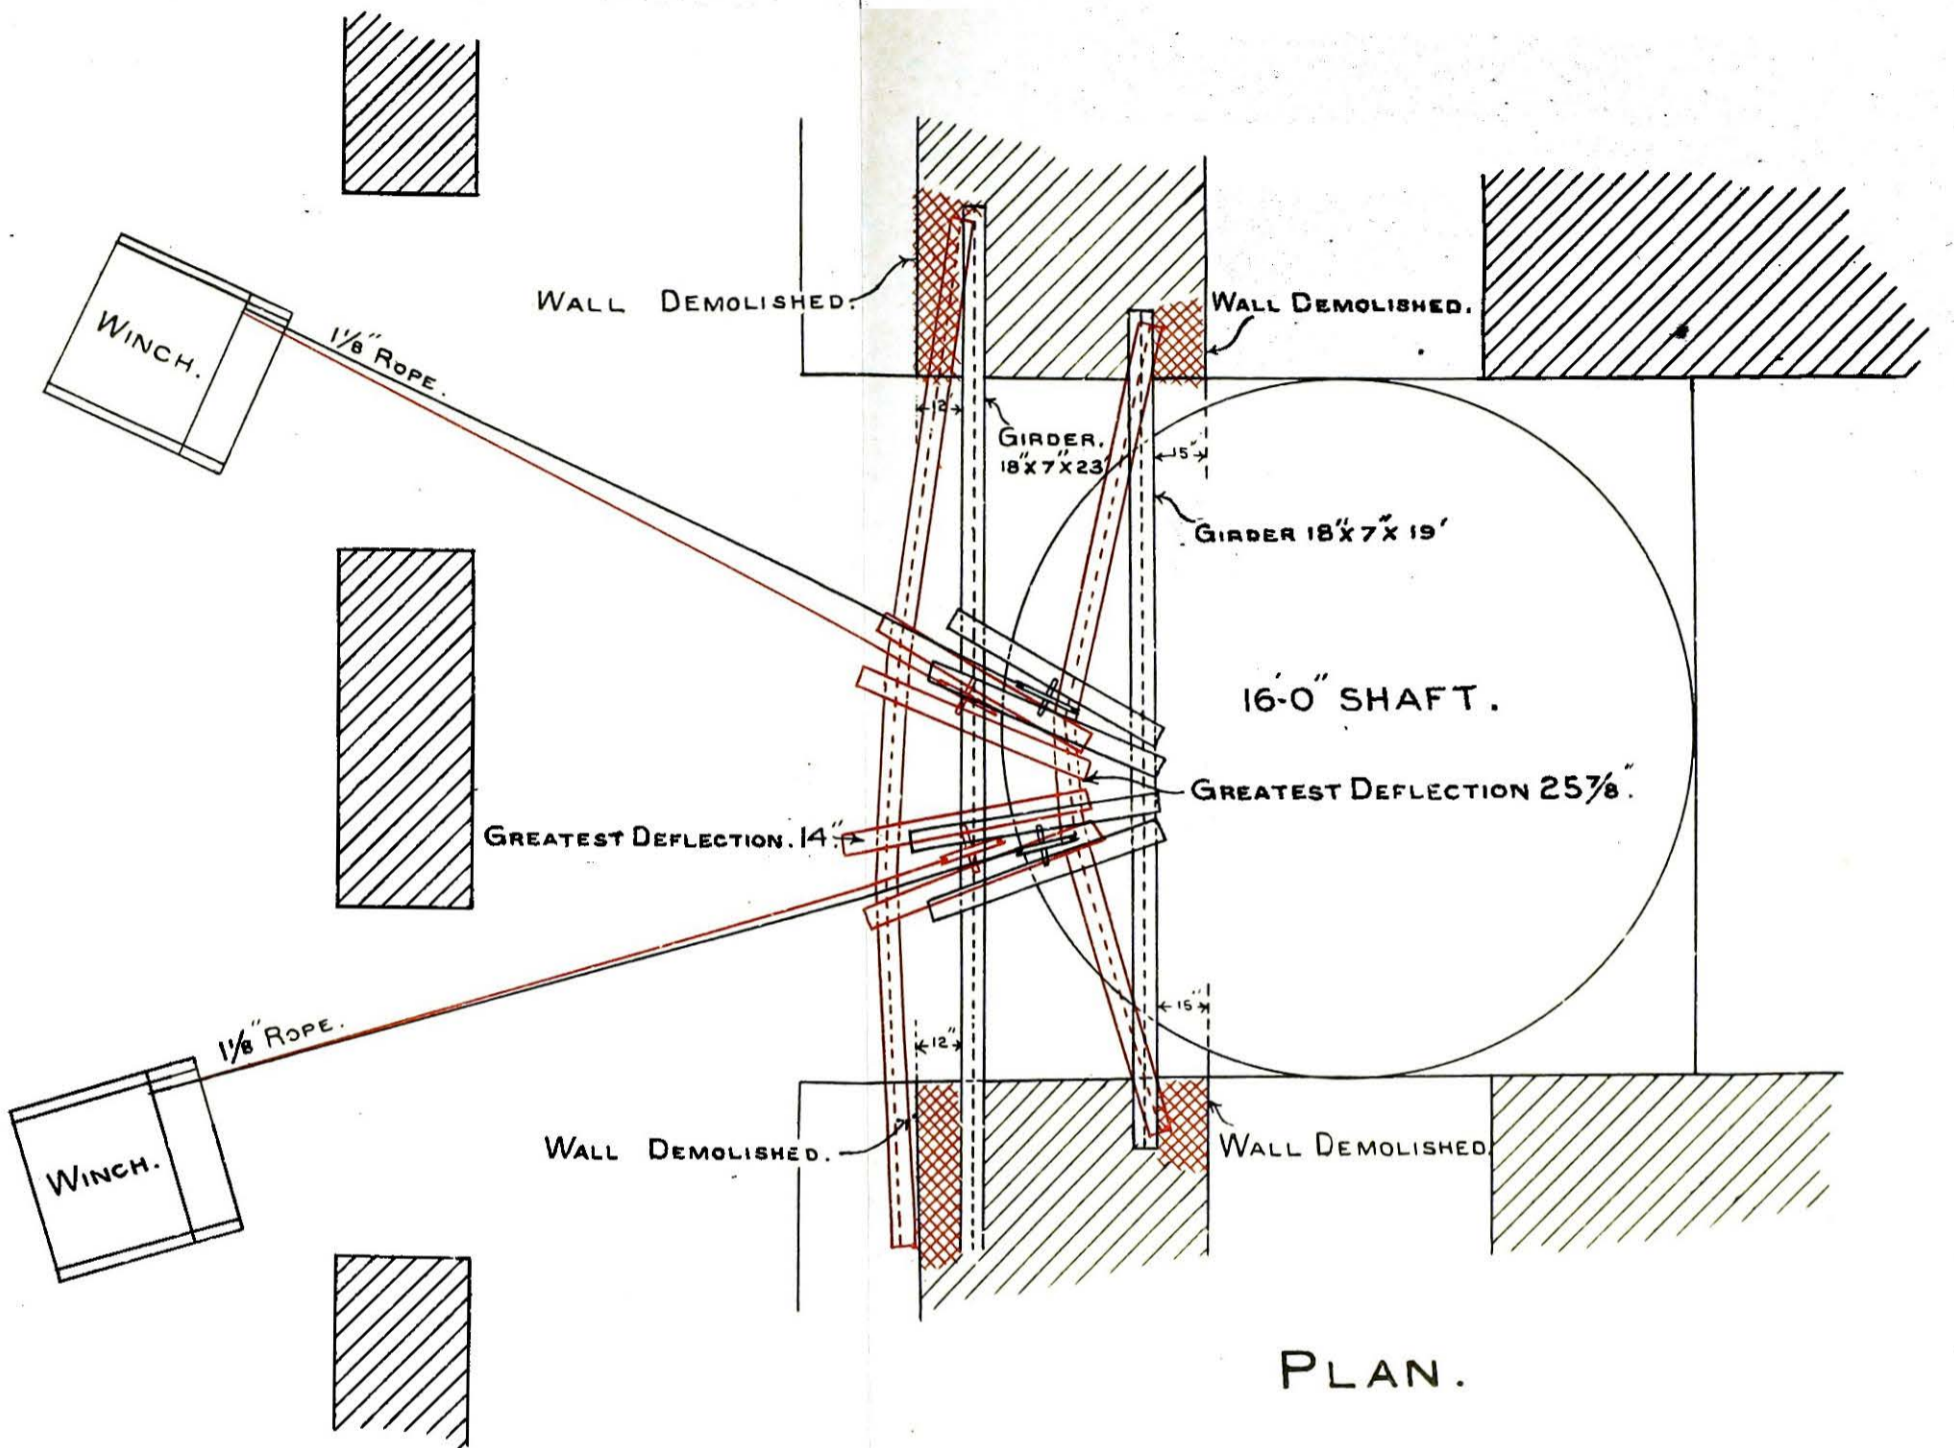 WALL DEMOLISHED.
WALL DEMOLISHED.
WINCH.
1⅛" ROPE.
12"
GIRDER.
18"x7"x23'
15"
GIRDER 18"x7"x 19'
16'-0" SHAFT.
GREATEST DEFLECTION 25⅞".
GREATEST DEFLECTION. 14".
15"
1⅛" ROPE.
12"
WALL DEMOLISHED.
WALL DEMOLISHED.
WINCH.
PLAN.